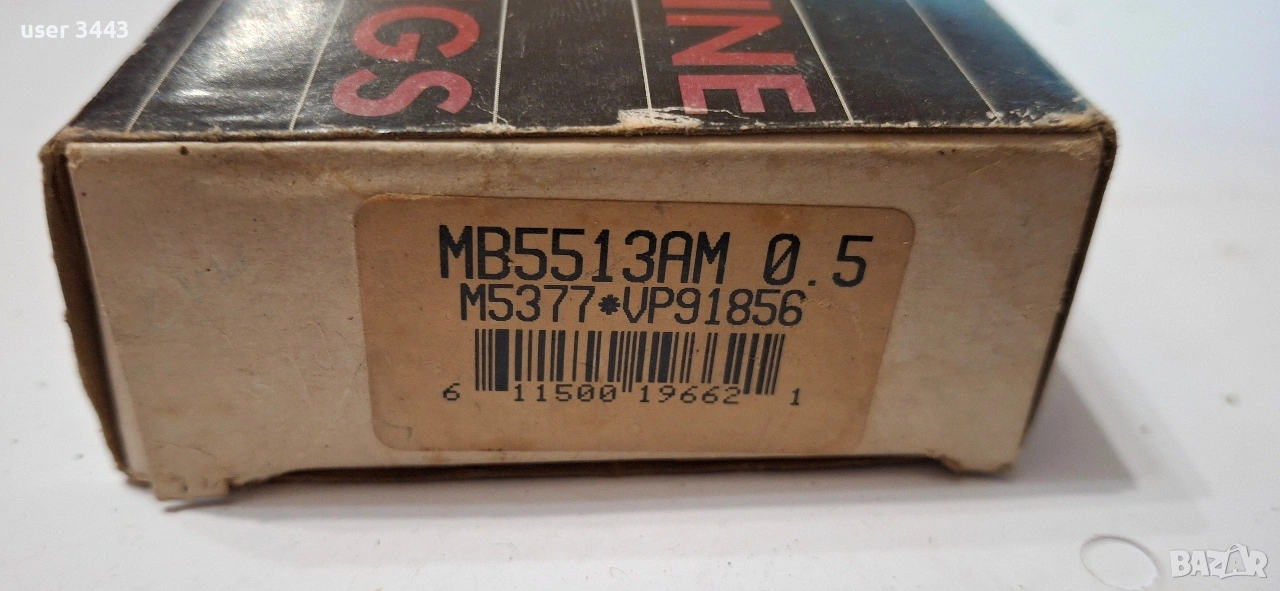 user 3443
INE
GS
MB5513AM 0.5
M5377*VP91856
6 11500 19662 1
BAZAR